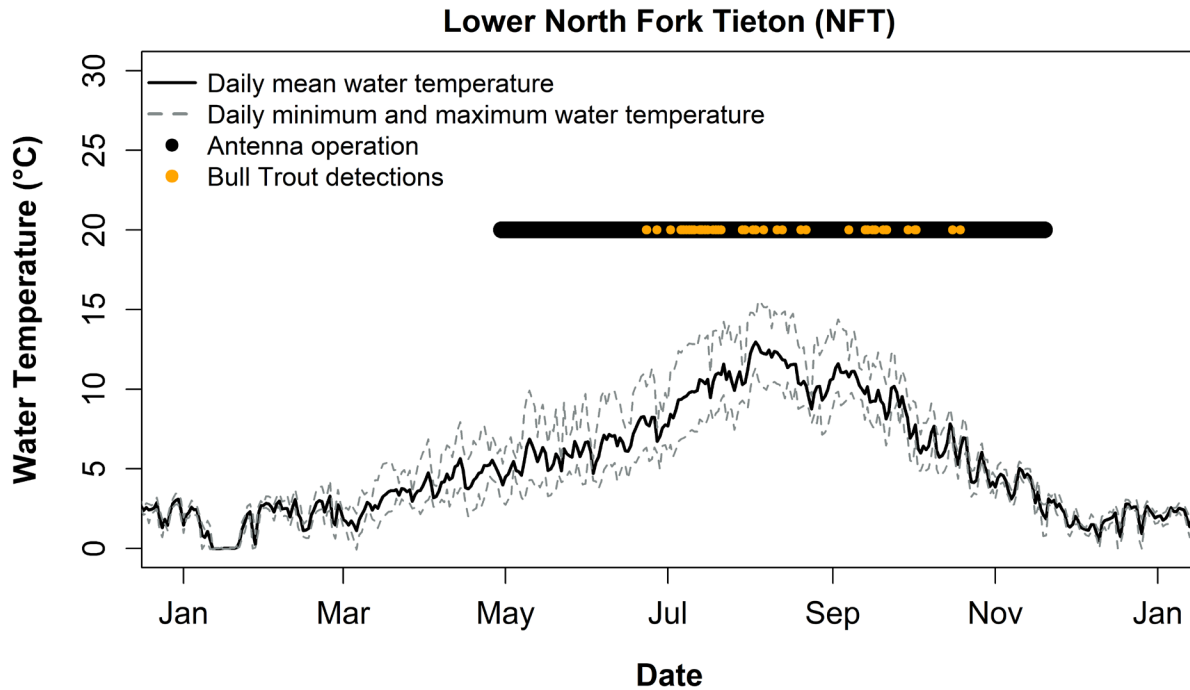 Lower North Fork Tieton (NFT)
30
25
20
15
10
5
0
Water Temperature (°C)
Daily mean water temperature
Daily minimum and maximum water temperature
Antenna operation
Bull Trout detections
Jan Mar May Jul Sep Nov Jan
Date